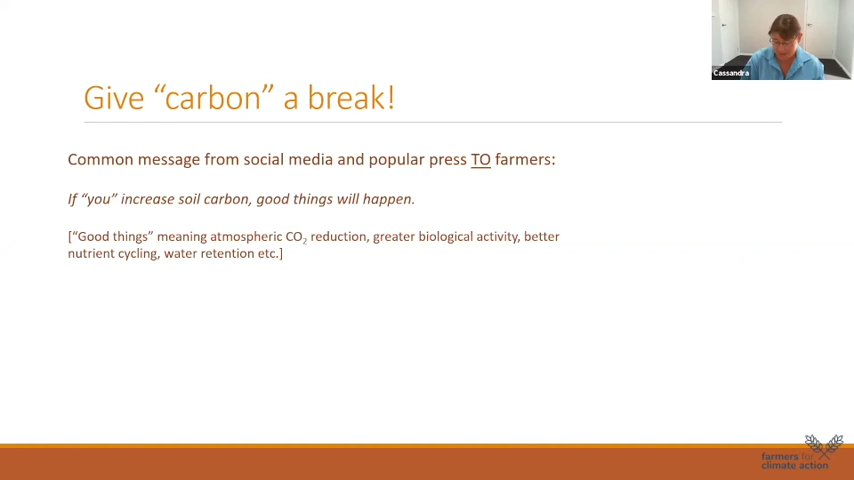 Cassandra
Give “carbon” a break!
Common message from social media and popular press TO farmers:
If “you” increase soil carbon, good things will happen.
[“Good things” meaning atmospheric CO₂ reduction, greater biological activity, better
nutrient cycling, water retention etc.]
farmers for
climate action